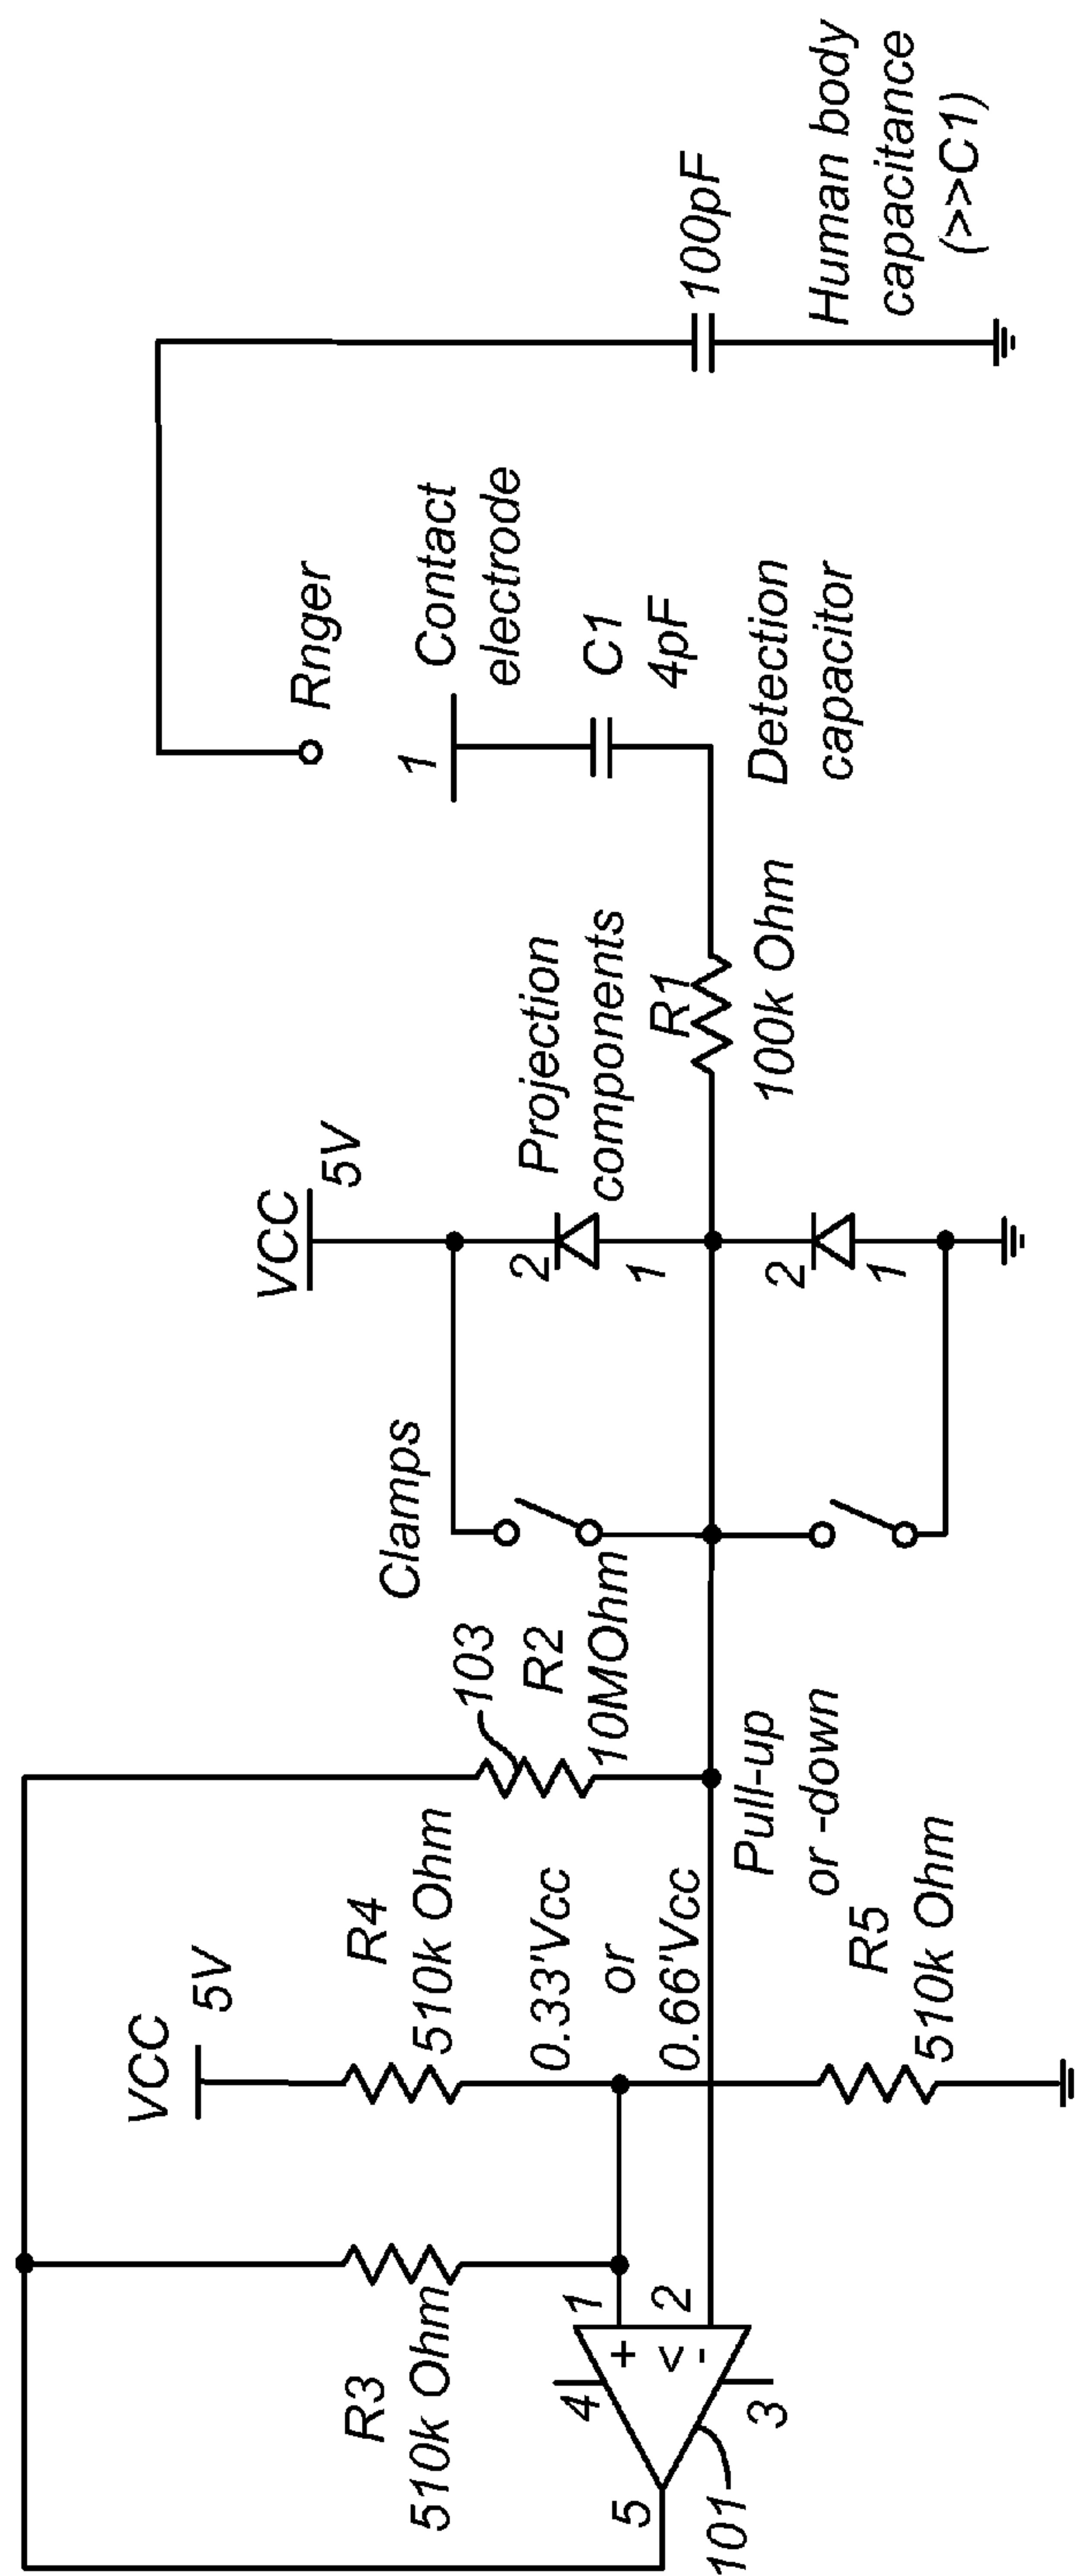 VCC
5V
R3
510k Ohm
R4
510k Ohm
0.33'Vcc
or
0.66'Vcc
103
R2
10MOhm
Clamps
VCC
5V
2
1
2
1
Projection
components
R1
100k Ohm
Rnger
1
Contact
electrode
C1
4pF
Detection
capacitor
100pF
Human body
capacitance
(>>C1)
Pull-up
or -down
R5
510k Ohm
4
1
+
<
-
2
5
3
101